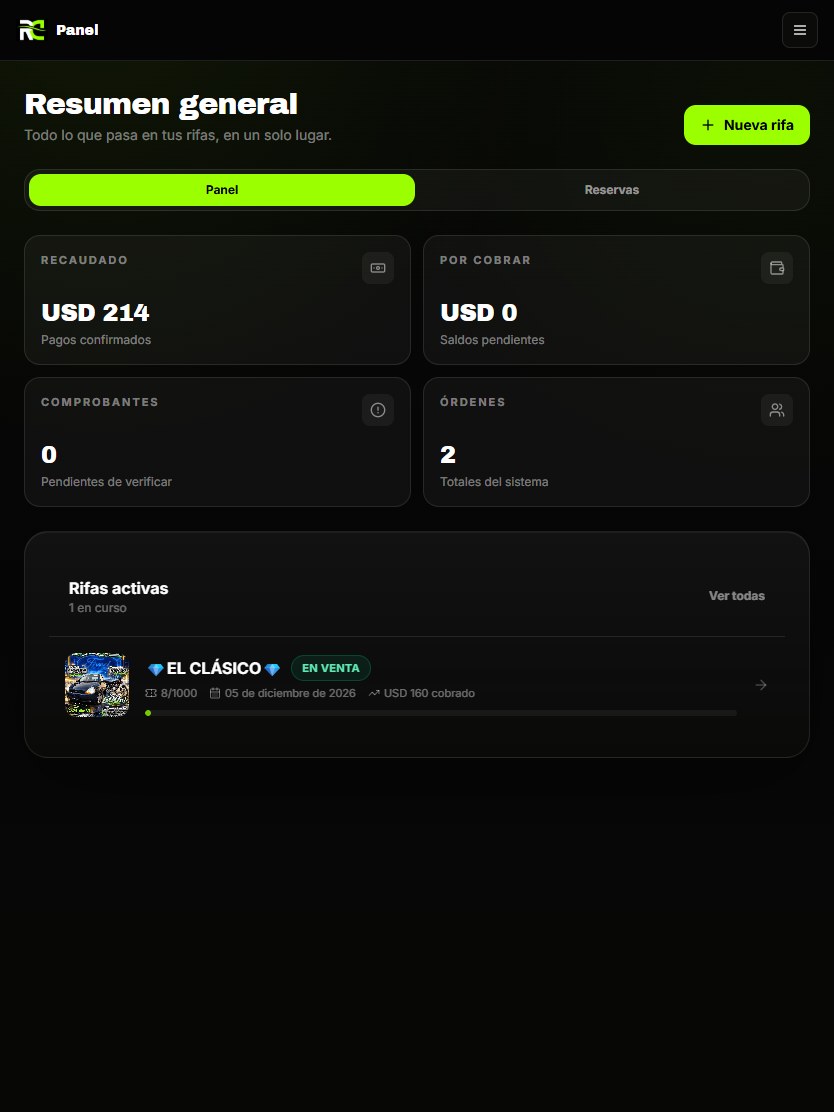 RC Panel
Resumen general
Todo lo que pasa en tus rifas, en un solo lugar.
+ Nueva rifa
Panel
Reservas
RECAUDADO
USD 214
Pagos confirmados
POR COBRAR
USD 0
Saldos pendientes
COMPROBANTES
0
Pendientes de verificar
ÓRDENES
2
Totales del sistema
Rifas activas
1 en curso
Ver todas
💎EL CLÁSICO💎 EN VENTA
8/1000 05 de diciembre de 2026 USD 160 cobrado